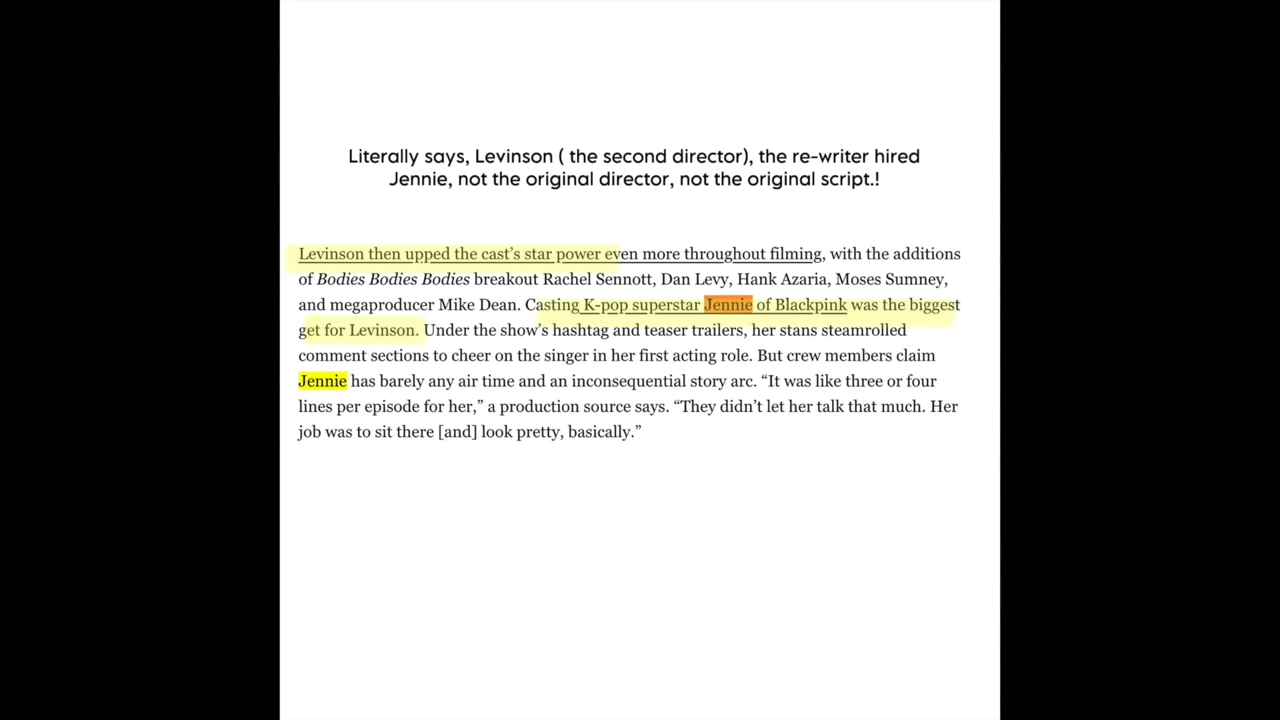 Literally says, Levinson ( the second director), the re-writer hired
Jennie, not the original director, not the original script.!
Levinson then upped the cast’s star power even more throughout filming, with the additions
of Bodies Bodies Bodies breakout Rachel Sennott, Dan Levy, Hank Azaria, Moses Sumney,
and megaproducer Mike Dean. Casting K-pop superstar Jennie of Blackpink was the biggest
get for Levinson. Under the show’s hashtag and teaser trailers, her stans steamrolled
comment sections to cheer on the singer in her first acting role. But crew members claim
Jennie has barely any air time and an inconsequential story arc. “It was like three or four
lines per episode for her,” a production source says. “They didn’t let her talk that much. Her
job was to sit there [and] look pretty, basically.”